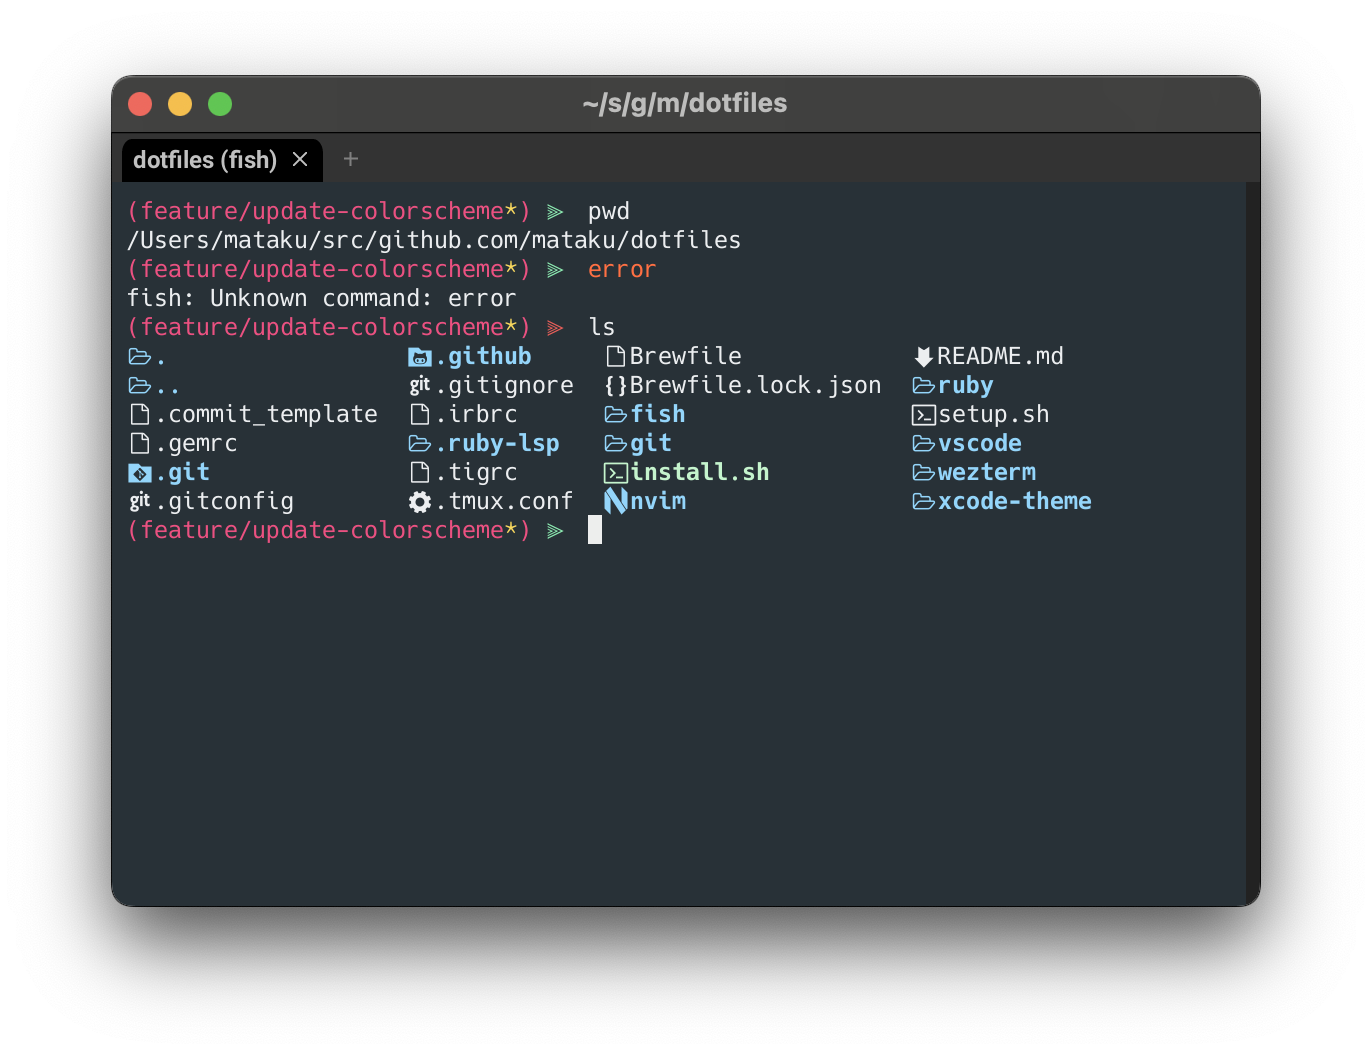 ~/s/g/m/dotfiles
dotfiles (fish)
(feature/update-colorscheme*) pwd
/Users/mataku/src/github.com/mataku/dotfiles
(feature/update-colorscheme*) error
fish: Unknown command: error
(feature/update-colorscheme*) ls
. .github Brewfile README.md
.. git .gitignore {}Brewfile.lock.json ruby
.commit_template .irbrc fish >_setup.sh
.gemrc .ruby-lsp git vscode
.git .tigrc >_install.sh wezterm
git .gitconfig .tmux.conf nvim xcode-theme
(feature/update-colorscheme*)